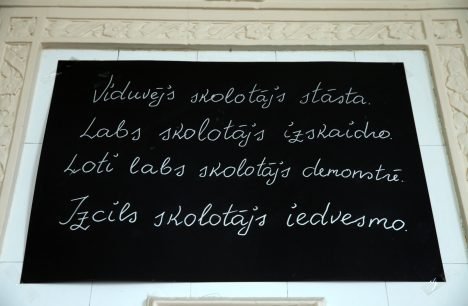 Viduvējs skolotājs stāsta.
Labs skolotājs izskaidro.
Ļoti labs skolotājs demonstrē.
Izcils skolotājs iedvesmo.